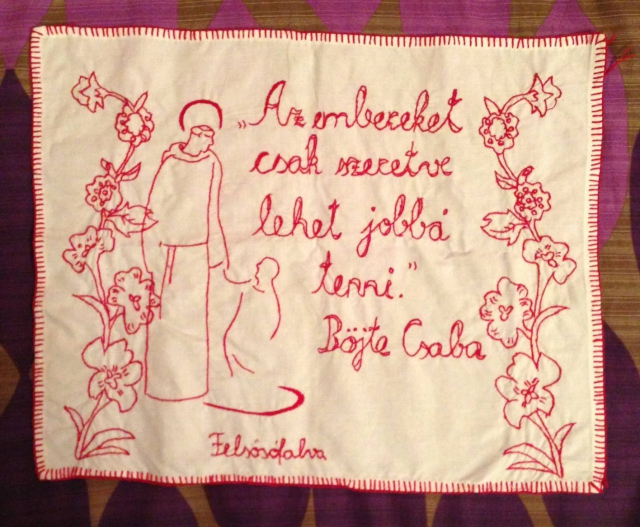 „Az embereket
csak szeretve
lehet jobbá
tenni.”
Böjte Csaba
Felsősófalva